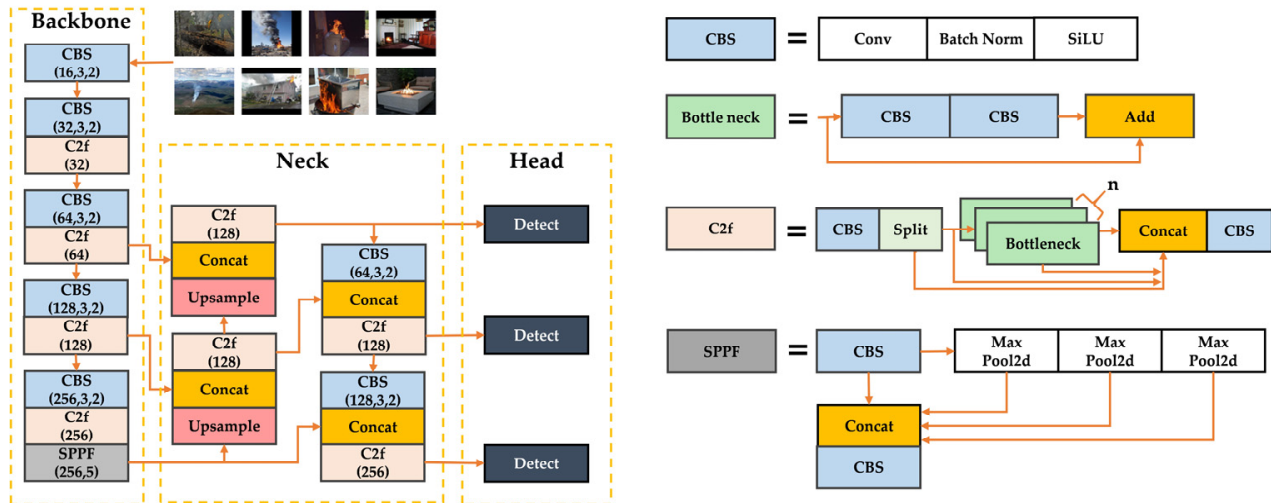 Backbone
CBS
(16,3,2)
CBS
(32,3,2)
C2f
(32)
CBS
(64,3,2)
C2f
(64)
CBS
(128,3,2)
C2f
(128)
CBS
(256,3,2)
C2f
(256)
SPPF
(256,5)
Neck
C2f
(128)
Concat
Upsample
C2f
(128)
Concat
Upsample
CBS
(64,3,2)
Concat
C2f
(128)
CBS
(128,3,2)
Concat
C2f
(256)
Head
Detect
Detect
Detect
CBS = Conv Batch Norm SiLU
Bottle neck = CBS CBS Add
n
C2f = CBS Split Bottleneck Concat CBS
SPPF = CBS Max Pool2d Max Pool2d Max Pool2d
Concat
CBS